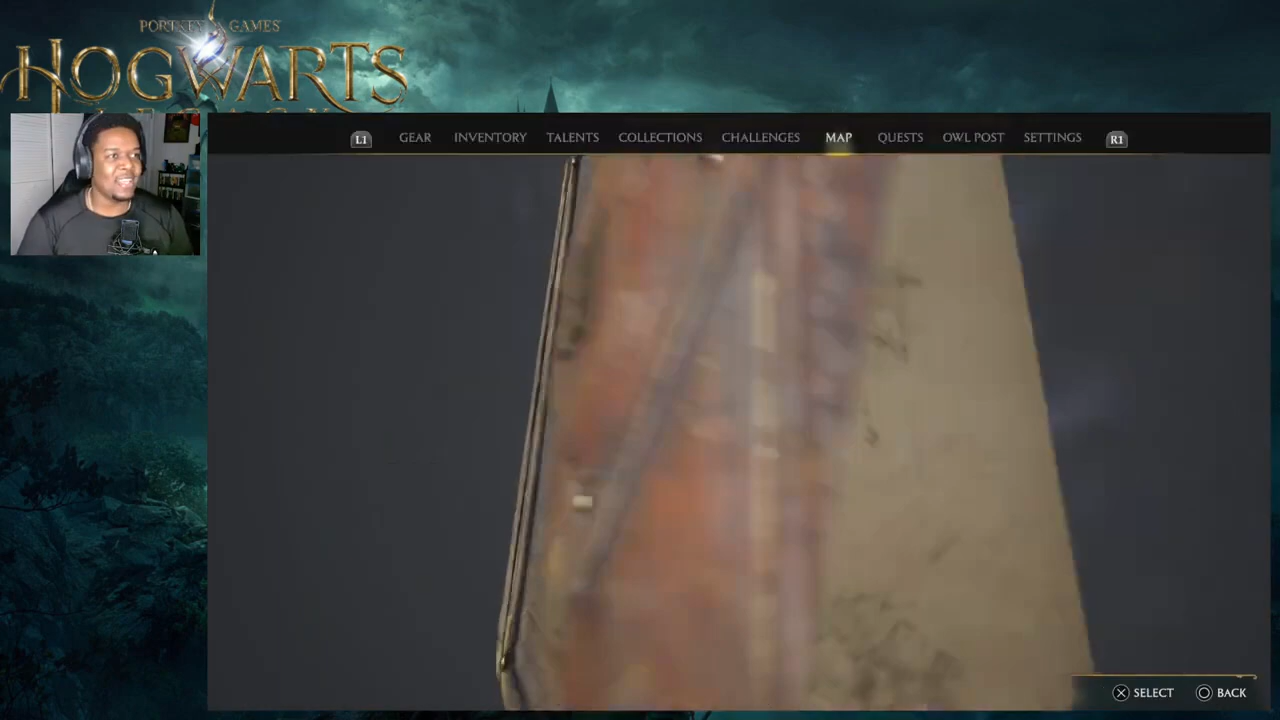 PORTKEY GAMES
HOGWARTS
L1 GEAR INVENTORY TALENTS COLLECTIONS CHALLENGES MAP QUESTS OWL POST SETTINGS R1
SELECT BACK